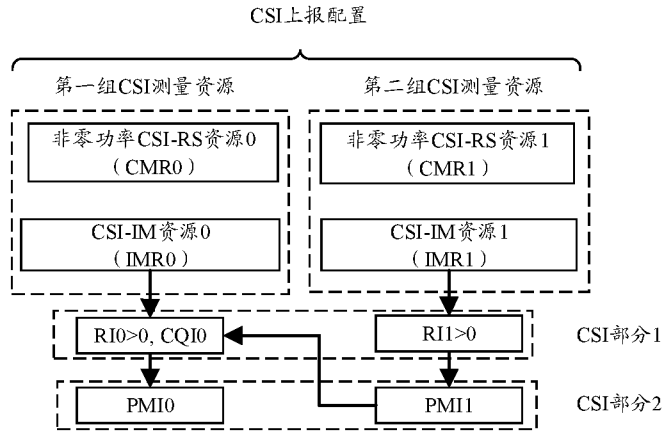 CSI上报配置
第一组CSI测量资源
第二组CSI测量资源
非零功率CSI-RS资源0
（CMR0）
非零功率CSI-RS资源1
（CMR1）
CSI-IM资源0
（IMR0）
CSI-IM资源1
（IMR1）
RI0>0, CQI0
RI1>0
CSI部分1
PMI0
PMI1
CSI部分2